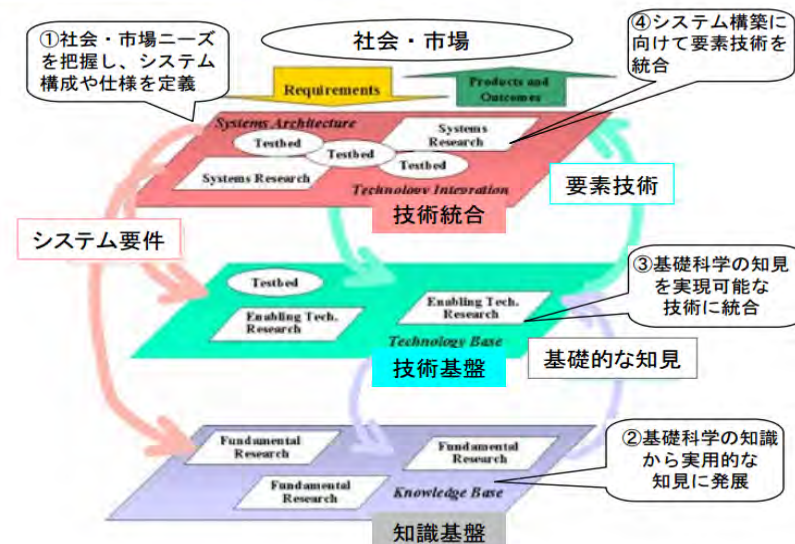 ①社会・市場ニーズ
を把握し、システム
構成や仕様を定義
社会・市場
④システム構築に
向けて要素技術を
統合
Requirements
Products and
Outcomes
Systems Architecture
Testbed
Testbed
Testbed
Systems
Research
Systems Research
Technology Integration
技術統合
要素技術
システム要件
Testbed
Enabling Tech.
Research
Enabling Tech.
Research
Technology Base
技術基盤
③基礎科学の知見
を実現可能な
技術に統合
基礎的な知見
Fundamental
Research
Fundamental
Research
Fundamental
Research
Knowledge Base
知識基盤
②基礎科学の知識
から実用的な
知見に発展